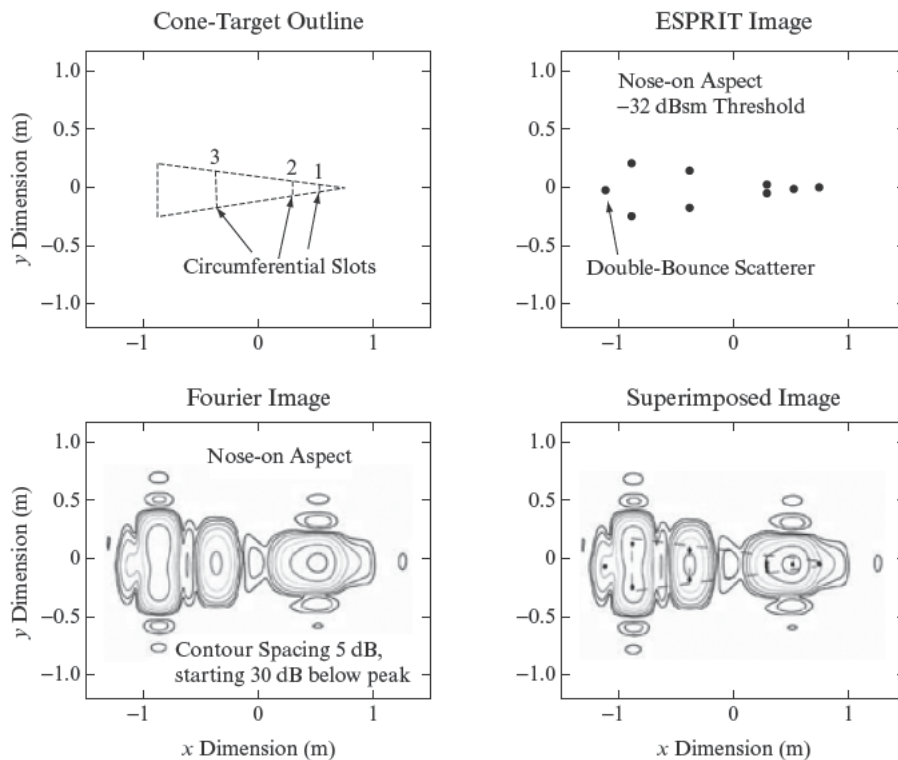 Cone-Target Outline
1.0
0.5
0
−0.5
−1.0
y Dimension (m)
3
2
1
Circumferential Slots
−1
0
1
ESPRIT Image
1.0
0.5
0
−0.5
−1.0
Nose-on Aspect
−32 dBsm Threshold
Double-Bounce Scatterer
−1
0
1
Fourier Image
1.0
0.5
0
−0.5
−1.0
y Dimension (m)
Nose-on Aspect
Contour Spacing 5 dB,
starting 30 dB below peak
−1
0
1
x Dimension (m)
Superimposed Image
1.0
0.5
0
−0.5
−1.0
−1
0
1
x Dimension (m)